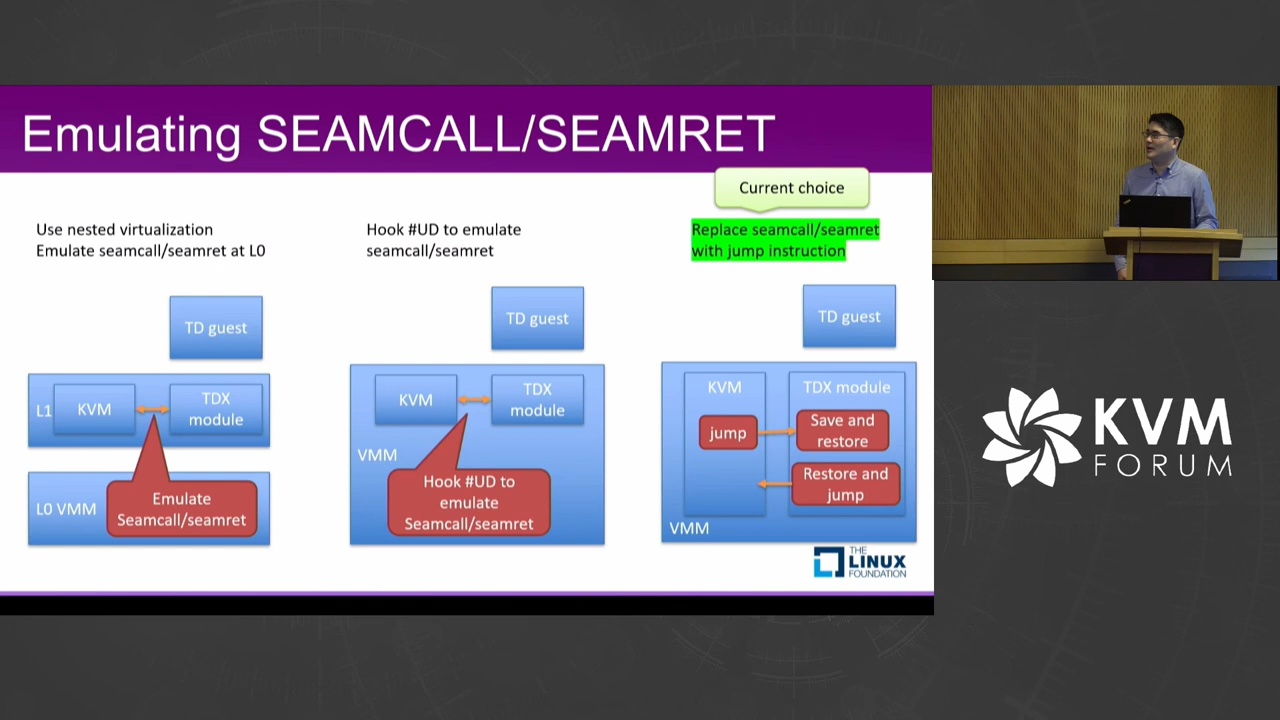 Emulating SEAMCALL/SEAMRET
Current choice
Use nested virtualization
Emulate seamcall/seamret at L0
Hook #UD to emulate
seamcall/seamret
Replace seamcall/seamret
with jump instruction
TD guest
L1
KVM
TDX
module
L0 VMM
Emulate
Seamcall/seamret
TD guest
KVM
TDX
module
VMM
Hook #UD to
emulate
Seamcall/seamret
TD guest
KVM
TDX module
jump
Save and
restore
Restore and
jump
VMM
THE
LINUX
FOUNDATION
KVM
FORUM